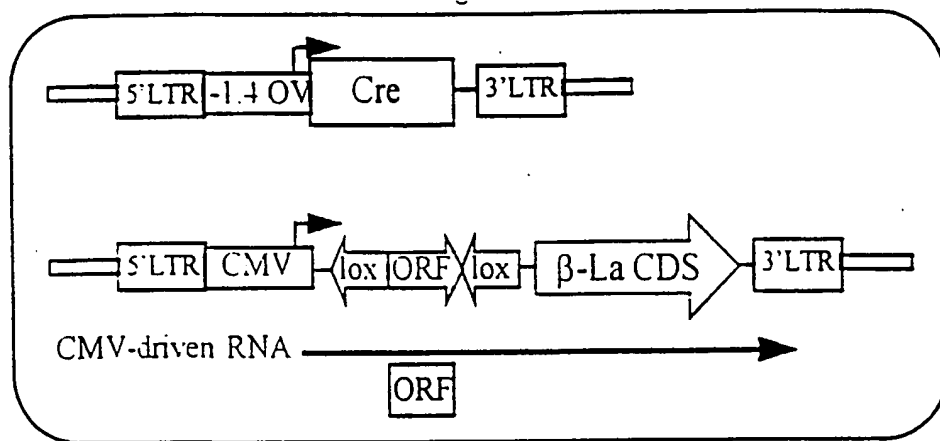 5'LTR -1.4 OV Cre 3'LTR
5'LTR CMV lox ORF lox β-La CDS 3'LTR
CMV-driven RNA
ORF